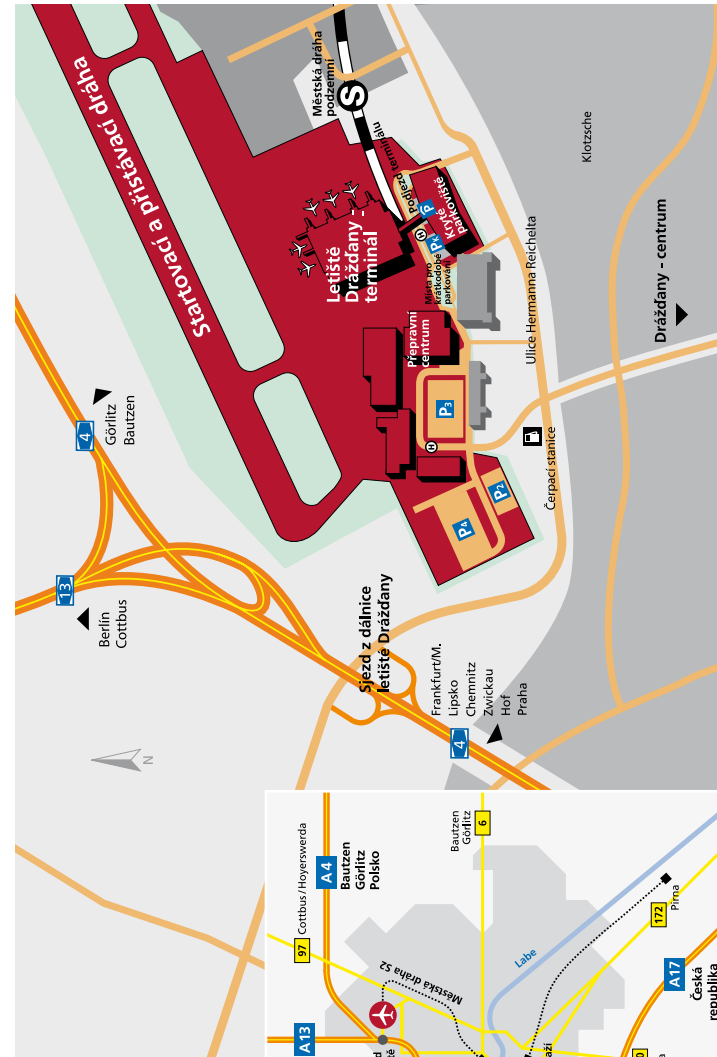 Startovací a přistávací dráha
Městská dráha
podzemní
S
Klotzsche
Podjezd terminálu
P
Kryté
parkoviště
H
PK
Místa pro
krátkodobé
parkování
Letiště
Drážďany -
terminál
Drážďany - centrum
Ulice Hermanna Reichelta
Přepravní
centrum
P3
H
Čerpací stanice
P2
P4
4
Görlitz
Bautzen
13
Berlín
Cottbus
Sjezd z dálnice
letiště Drážďany
Frankfurt/M.
Lipsko
Chemnitz
Zwickau
Hof
Praha
4
N
97
Cottbus/Hoyerswerda
A4
Bautzen
Görlitz
Polsko
Bautzen
Görlitz
6
A13
Městská dráha S2
Labe
172
Pirna
A17
Česká
republika